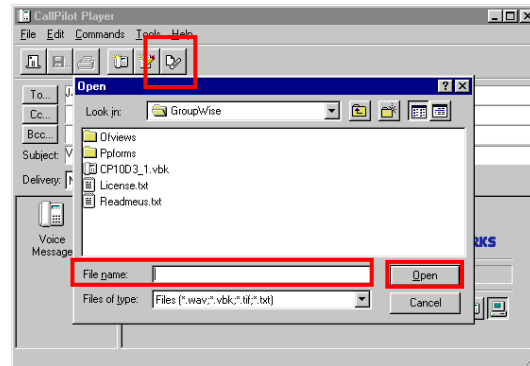 CallPilot Player
File Edit Commands Tools Help
Open
To... J.
Look in: GroupWise
Cc...
Bcc...
Ofviews
Ppforms
CP10D3_1.vbk
License.txt
Readmeus.txt
Subject: V
Delivery:
Voice
Message
RKS
File name:
Open
Files of type: Files (*.wav;*.vbk;*.tif;*.txt)
Cancel